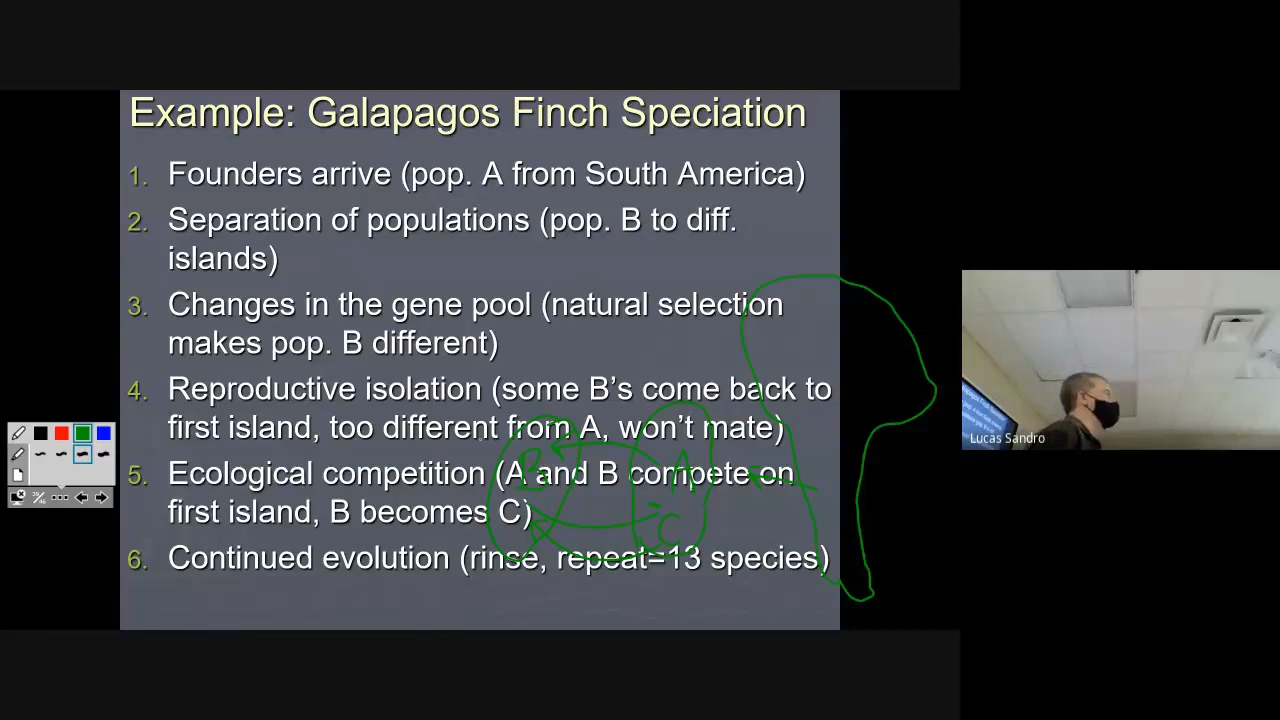 Example: Galapagos Finch Speciation
1. Founders arrive (pop. A from South America)
2. Separation of populations (pop. B to diff.
islands)
3. Changes in the gene pool (natural selection
makes pop. B different)
4. Reproductive isolation (some B's come back to
first island, too different from A, won't mate)
5. Ecological competition (A and B compete on
first island, B becomes C)
6. Continued evolution (rinse, repeat=13 species)
B
A
C
Lucas Sandro